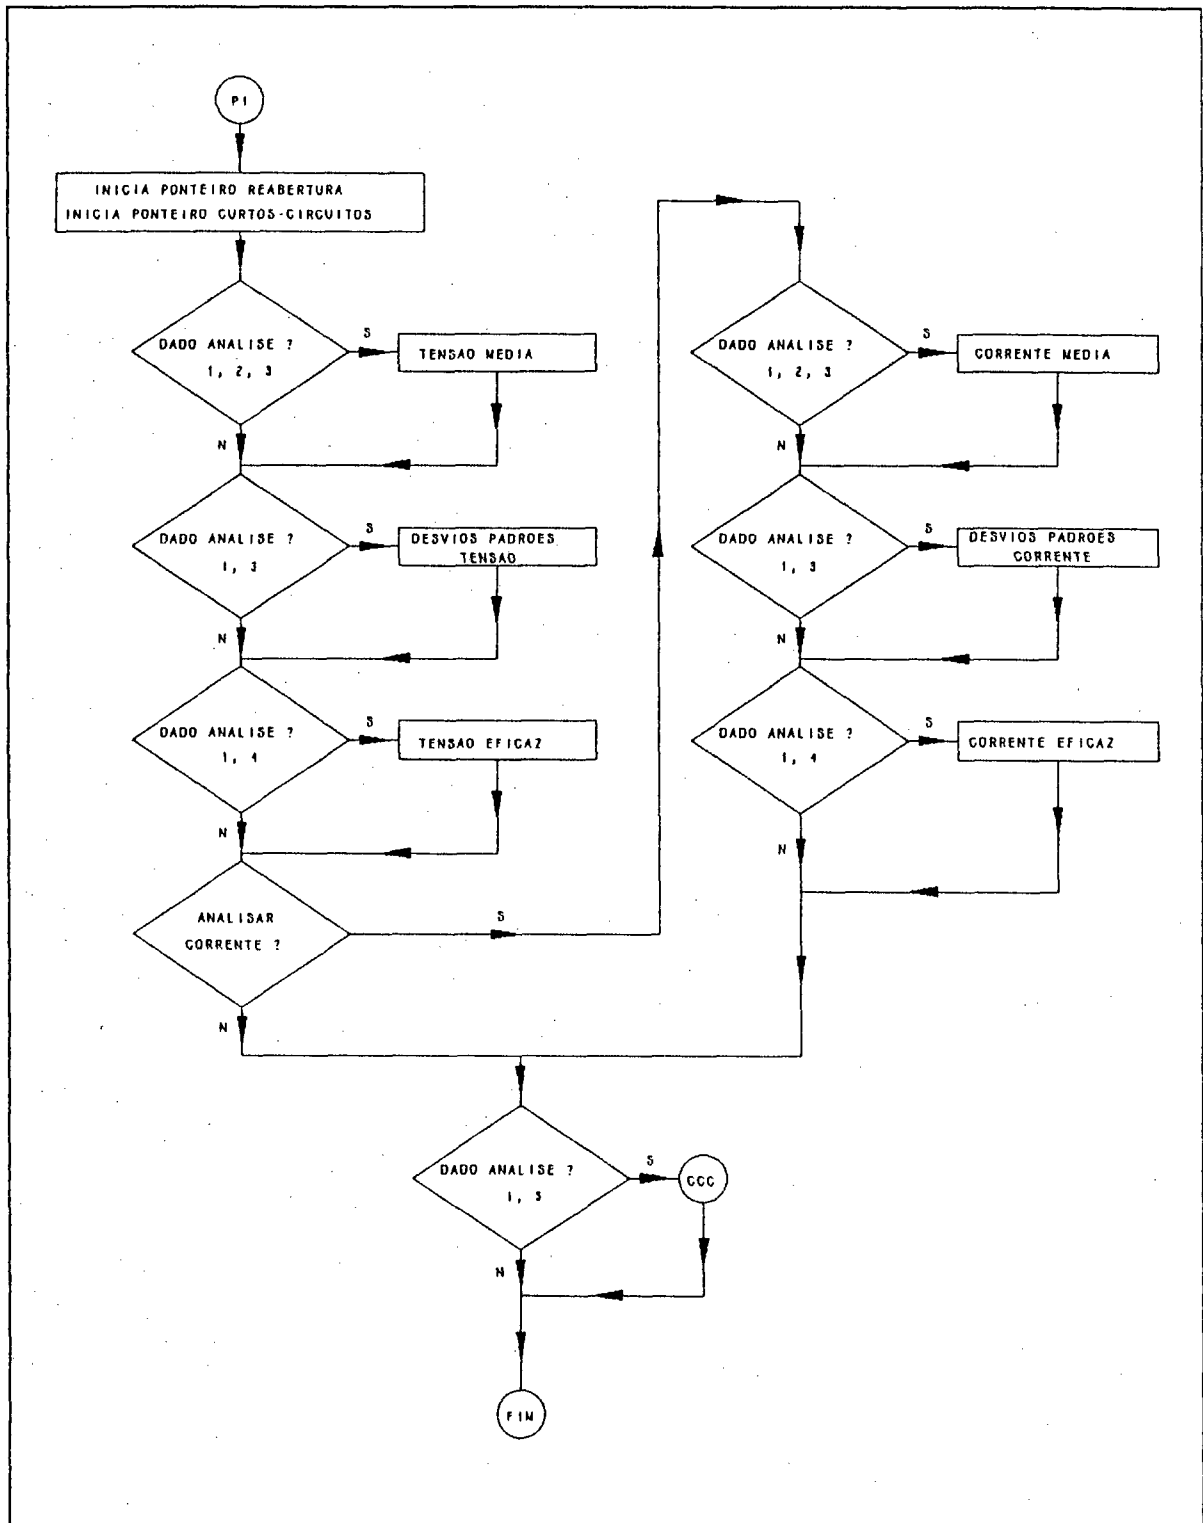 P1
INICIA PONTEIRO REABERTURA
INICIA PONTEIRO CURTOS-CIRCUITOS
DADO ANALISE ?
1, 2, 3
S
TENSAO MEDIA
N
DADO ANALISE ?
1, 3
S
DESVIOS PADROES
TENSAO
N
DADO ANALISE ?
1, 4
S
TENSAO EFICAZ
N
ANALISAR
CORRENTE ?
S
N
DADO ANALISE ?
1, 2, 3
S
CORRENTE MEDIA
N
DADO ANALISE ?
1, 3
S
DESVIOS PADROES
CORRENTE
N
DADO ANALISE ?
1, 4
S
CORRENTE EFICAZ
N
DADO ANALISE ?
S
CCC
N
FIM